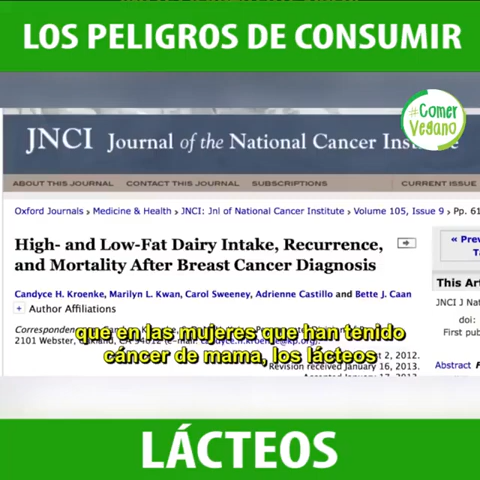 LOS PELIGROS DE CONSUMIR
#Comer
Vegano
JNCI Journal of the National Cancer
ABOUT THIS JOURNAL CONTACT THIS JOURNAL SUBSCRIPTIONS CURRENT ISSUE
Oxford Journals > Medicine & Health > JNCI: Jnl of National Cancer Institute > Volume 105, Issue 9 > Pp. 61
High- and Low-Fat Dairy Intake, Recurrence,
and Mortality After Breast Cancer Diagnosis
« Prev
Candyce H. Kroenke, Marilyn L. Kwan, Carol Sweeney, Adrienne Castillo and Bette J. Caan
+ Author Affiliations
This Art
JNCI J Nat
doi:
First pub
que en las mujeres que han tenido
cáncer de mama, los lácteos
2, 2012.
Revision received January 16, 2013.
Abstract
LÁCTEOS